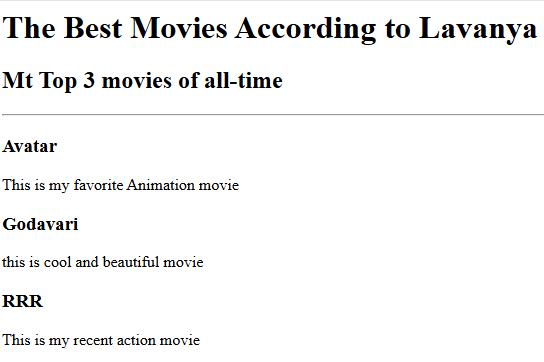 The Best Movies According to Lavanya
Mt Top 3 movies of all-time
Avatar
This is my favorite Animation movie
Godavari
this is cool and beautiful movie
RRR
This is my recent action movie